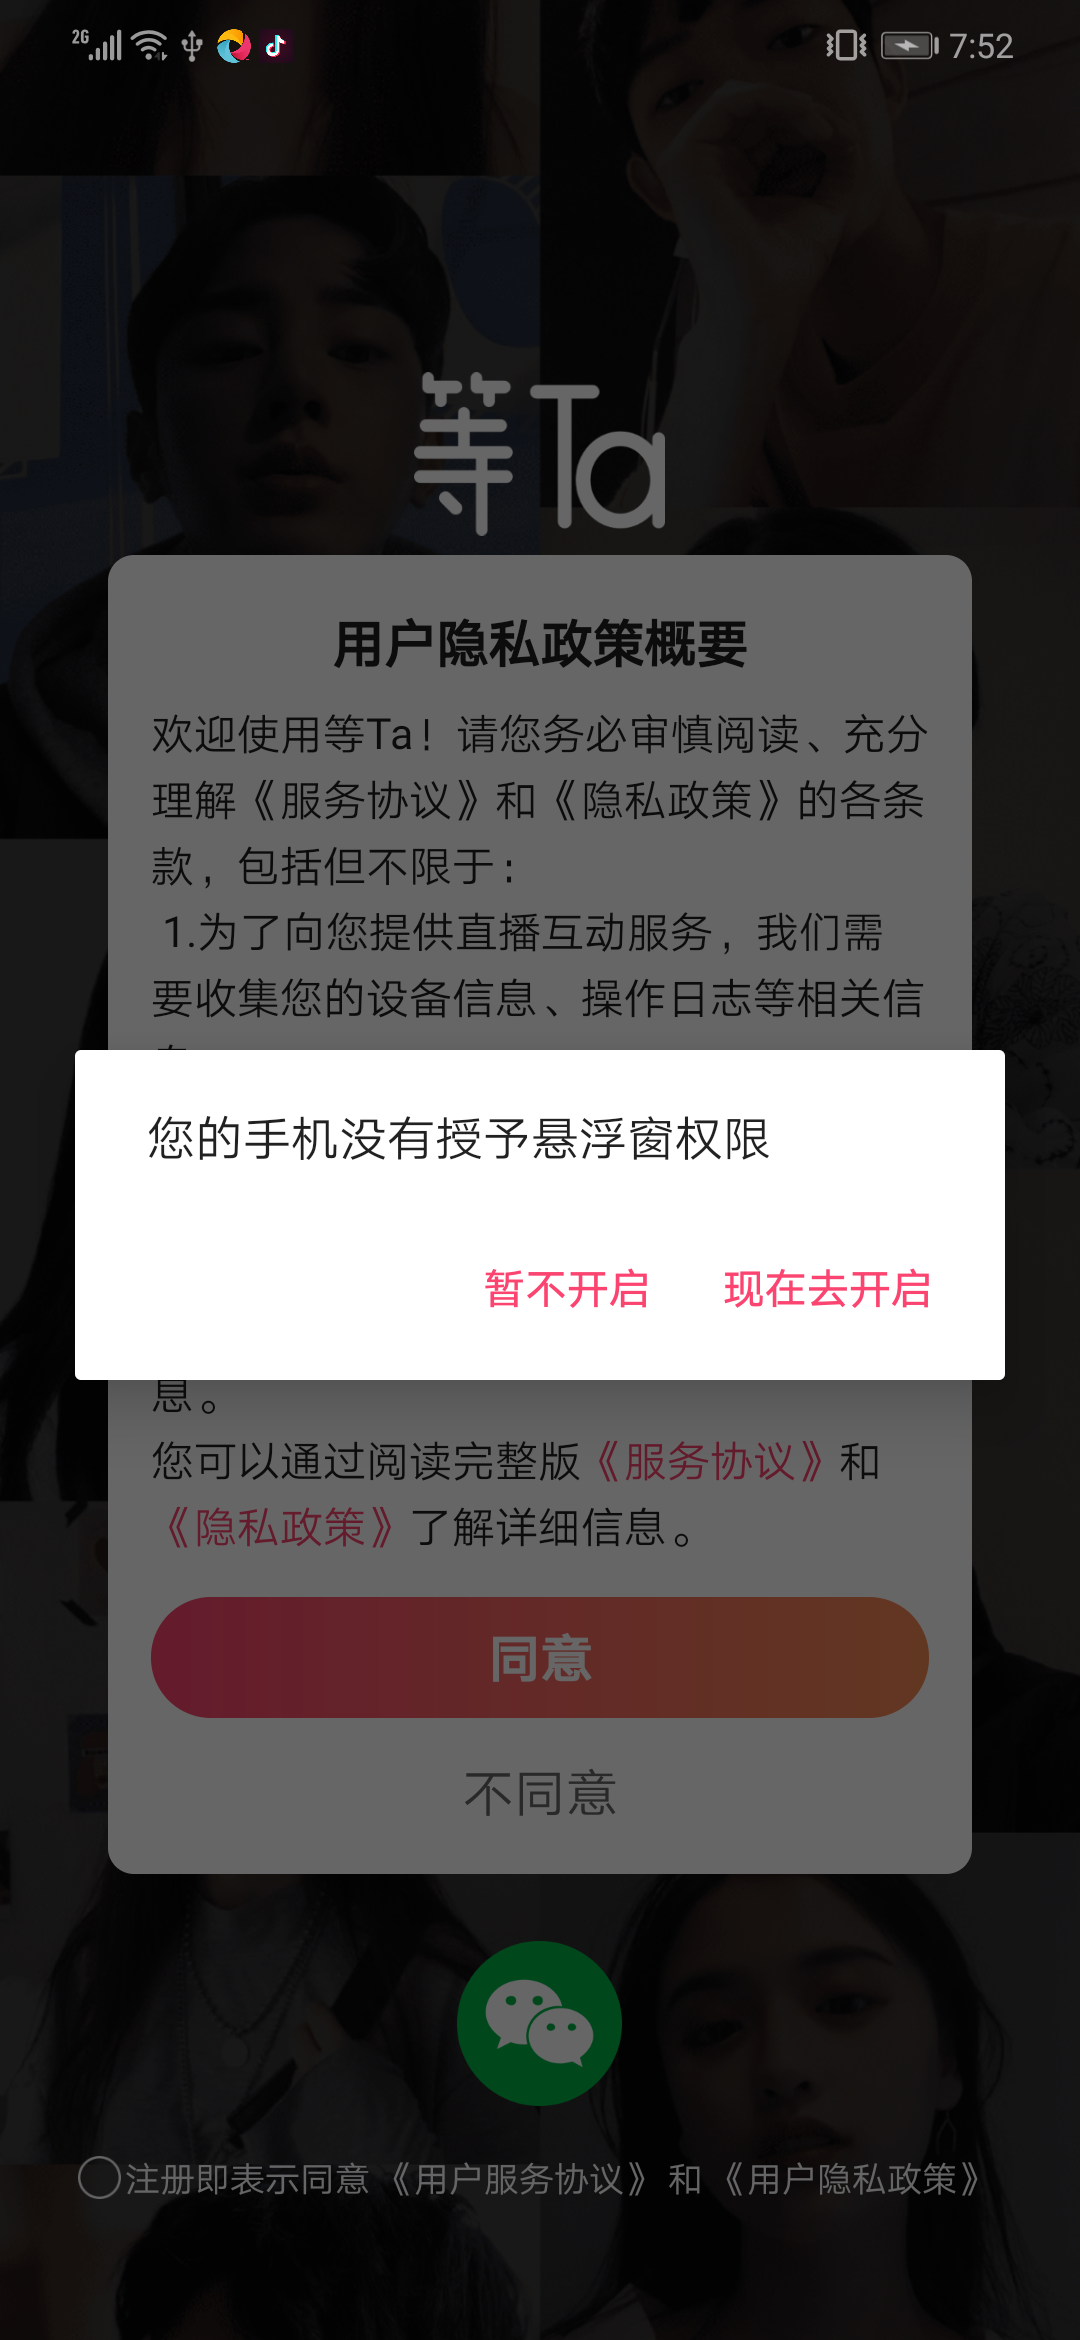 2G 7:52
等Ta
用户隐私政策概要
欢迎使用等Ta！请您务必审慎阅读、充分
理解《服务协议》和《隐私政策》的各条
款，包括但不限于：
1.为了向您提供直播互动服务，我们需
要收集您的设备信息、操作日志等相关信
您的手机没有授予悬浮窗权限
暂不开启 现在去开启
息。
您可以通过阅读完整版《服务协议》和
《隐私政策》了解详细信息。
同意
不同意
注册即表示同意《用户服务协议》和《用户隐私政策》